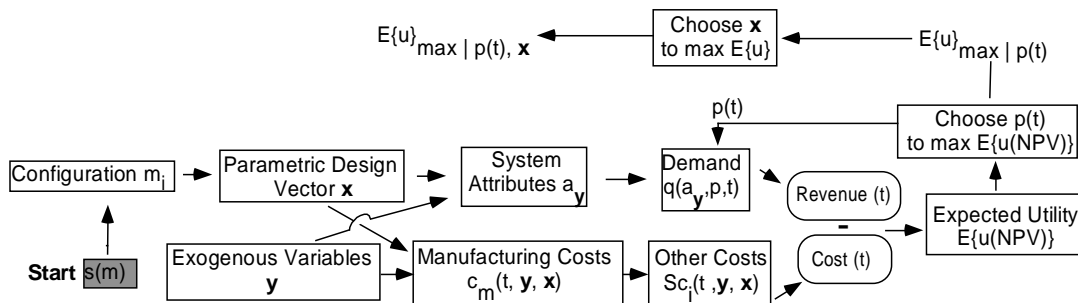 E{u}max | p(t), x
Choose x
to max E{u}
E{u}max | p(t)
p(t)
Choose p(t)
to max E{u(NPV)}
Configuration mi
Parametric Design
Vector x
System
Attributes ay
Demand
q(ay,p,t)
Revenue (t)
-
Cost (t)
Expected Utility
E{u(NPV)}
Start s(m)
Exogenous Variables
y
Manufacturing Costs
cm(t, y, x)
Other Costs
Sci(t ,y, x)